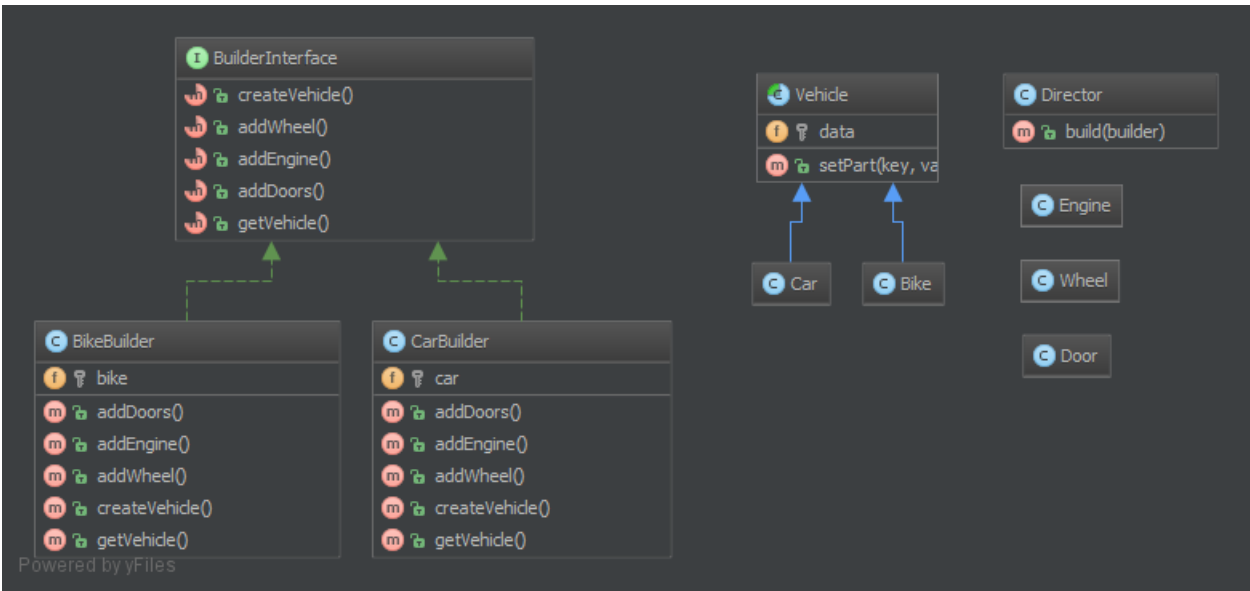 BuilderInterface
createVehicle()
addWheel()
addEngine()
addDoors()
getVehicle()
BikeBuilder
bike
addDoors()
addEngine()
addWheel()
createVehicle()
getVehicle()
CarBuilder
car
addDoors()
addEngine()
addWheel()
createVehicle()
getVehicle()
Vehicle
data
setPart(key, va
Car
Bike
Director
build(builder)
Engine
Wheel
Door
Powered by yFiles